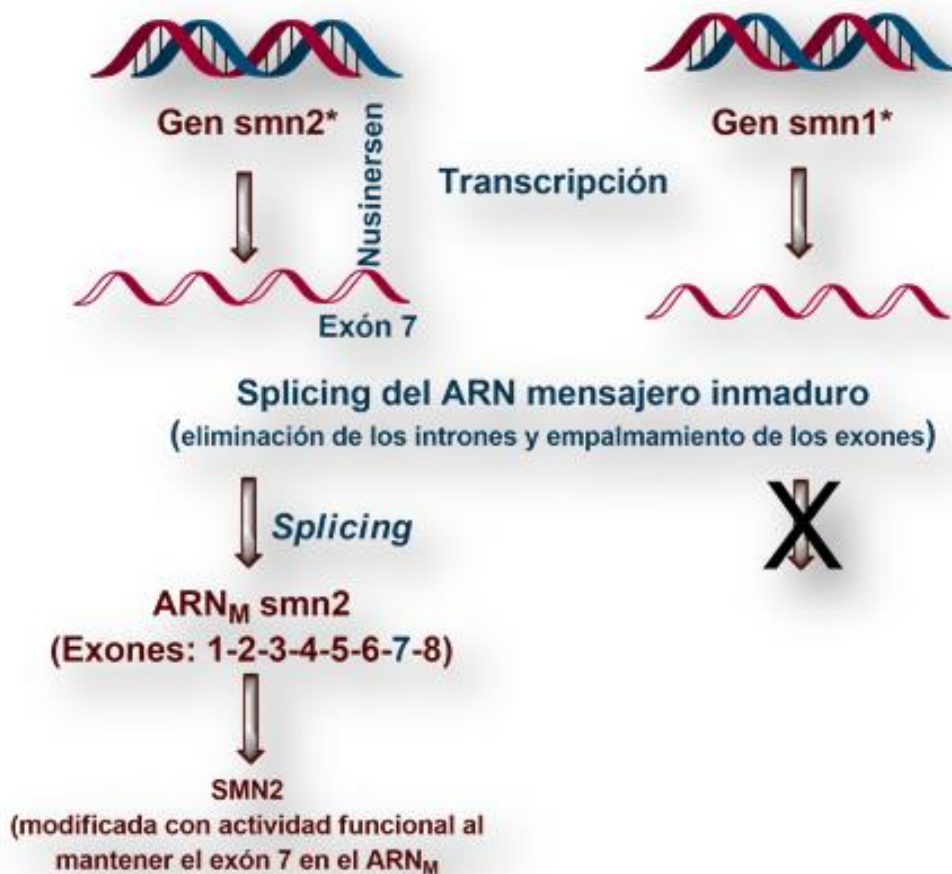 Gen smn2*
Gen smn1*
Nusinersen
Transcripción
Exón 7
Splicing del ARN mensajero inmaduro
(eliminación de los intrones y empalmamiento de los exones)
X
Splicing
ARNM smn2
(Exones: 1-2-3-4-5-6-7-8)
SMN2
(modificada con actividad funcional al
mantener el exón 7 en el ARNM